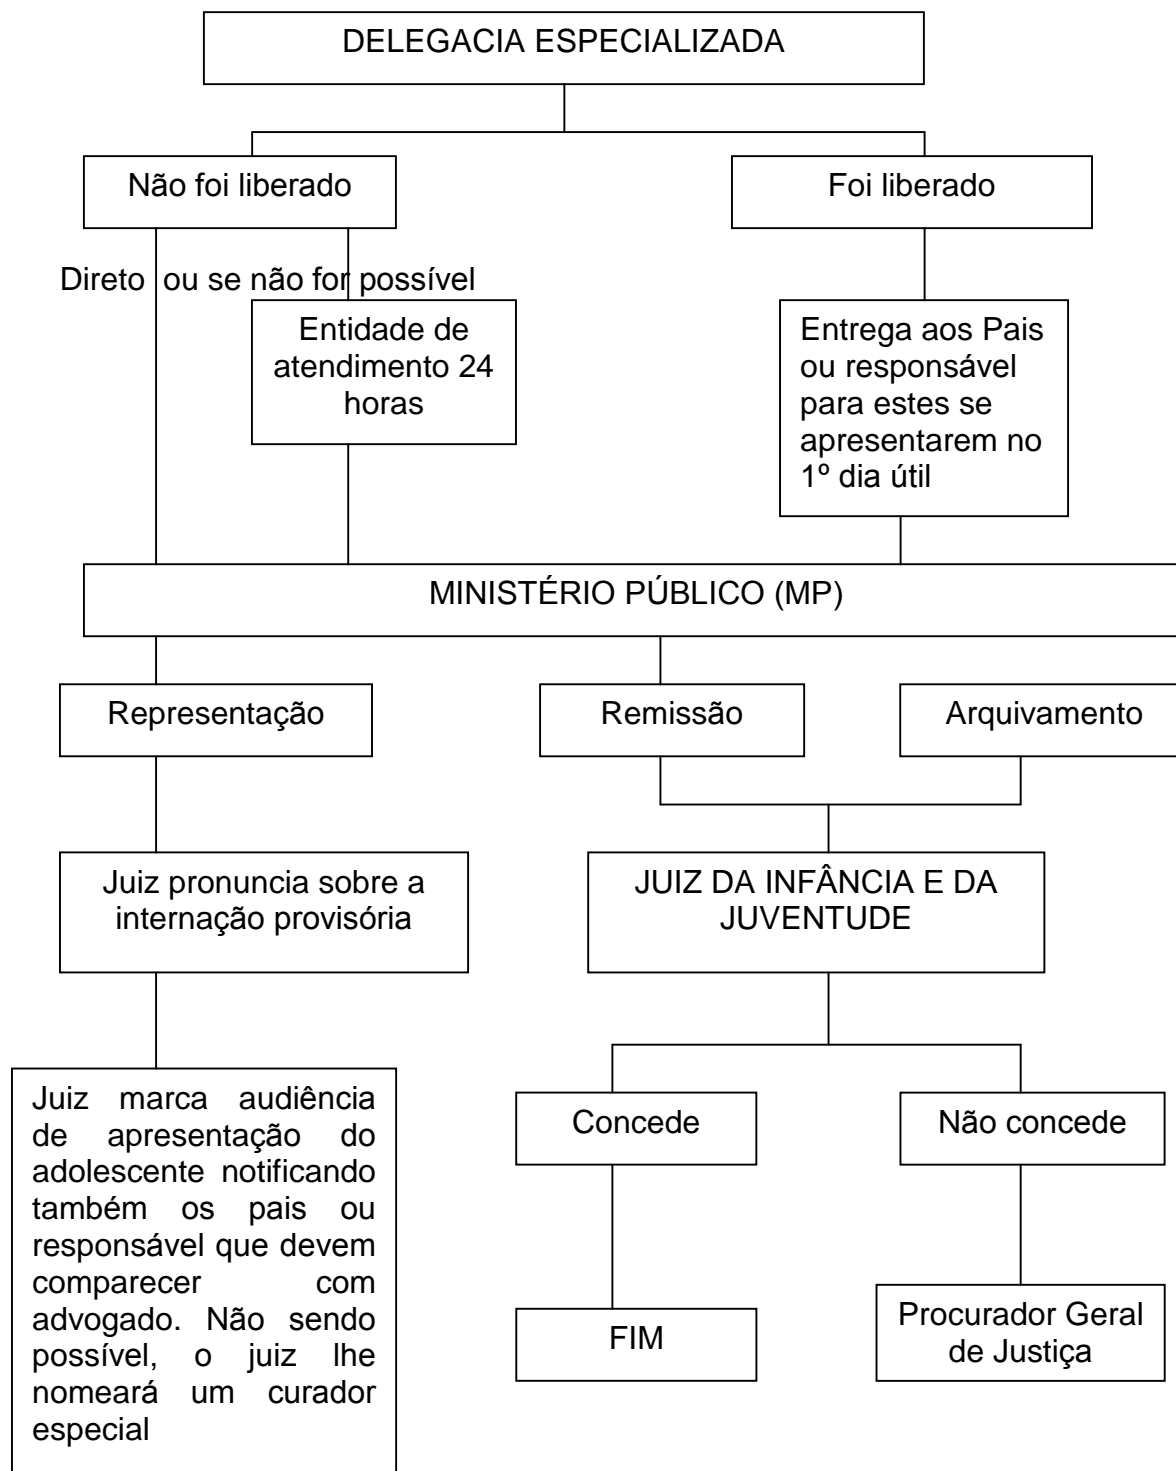 DELEGACIA ESPECIALIZADA
Não foi liberado
Foi liberado
Direto ou se não for possível
Entidade de
atendimento 24
horas
Entrega aos Pais
ou responsável
para estes se
apresentarem no
1º dia útil
MINISTÉRIO PÚBLICO (MP)
Representação
Remissão
Arquivamento
Juiz pronuncia sobre a
internação provisória
JUIZ DA INFÂNCIA E DA
JUVENTUDE
Juiz marca audiência
de apresentação do
adolescente notificando
também os pais ou
responsável que devem
comparecer com
advogado. Não sendo
possível, o juiz lhe
nomeará um curador
especial
Concede
Não concede
FIM
Procurador Geral
de Justiça